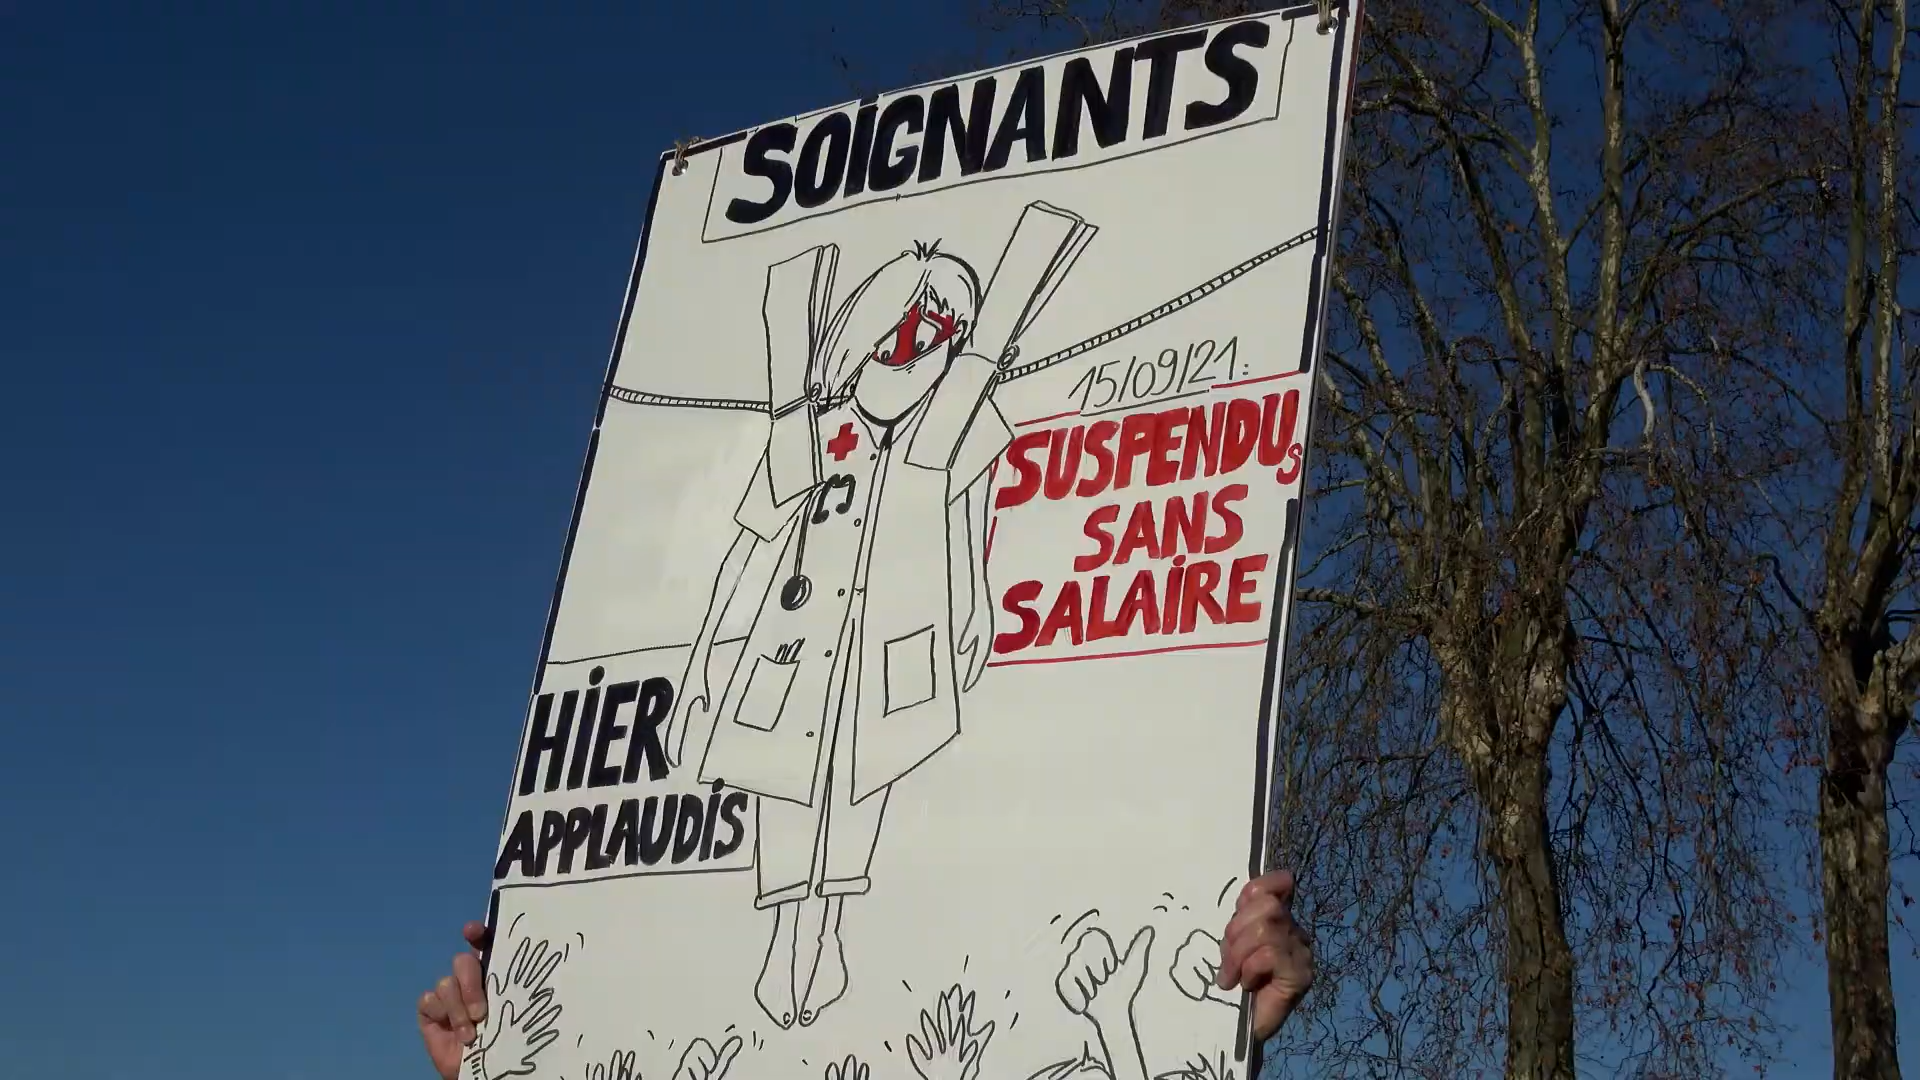 SOIGNANTS
15/09/21:
SUSPENDUS
SANS
SALAIRE
HIER
APPLAUDIS